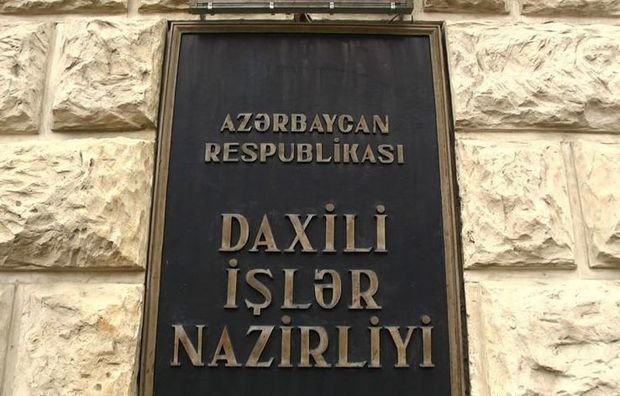 AZƏRBAYCAN
RESPUBLİKASI
DAXİLİ
İŞLƏR
NAZİRLİYİ